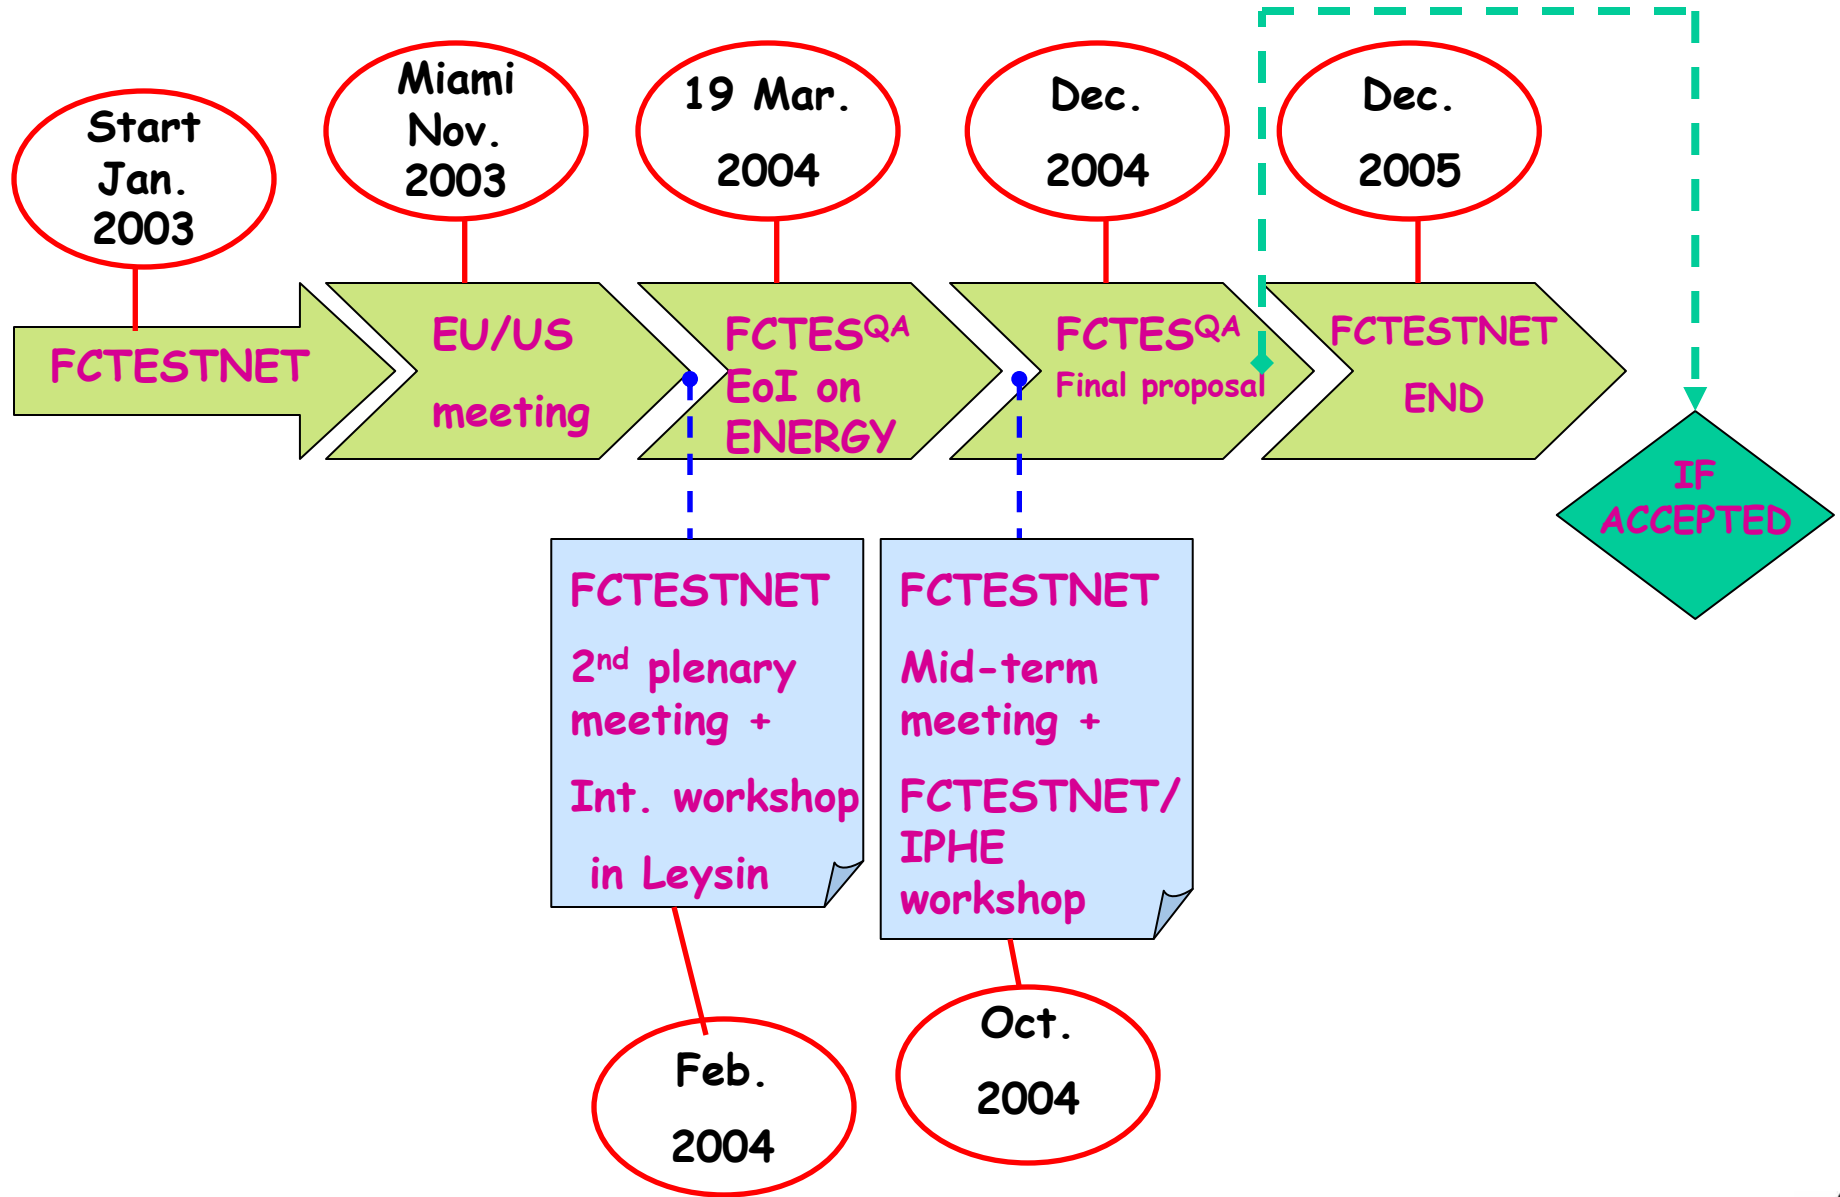 Start
Jan.
2003
Miami
Nov.
2003
19 Mar.
2004
Dec.
2004
Dec.
2005
FCTESTNET
EU/US
meeting
FCTESQA
EoI on
ENERGY
FCTESQA
Final proposal
FCTESTNET
END
IF
ACCEPTED
FCTESTNET
2nd plenary
meeting +
Int. workshop
in Leysin
FCTESTNET
Mid-term
meeting +
FCTESTNET/
IPHE
workshop
Feb.
2004
Oct.
2004